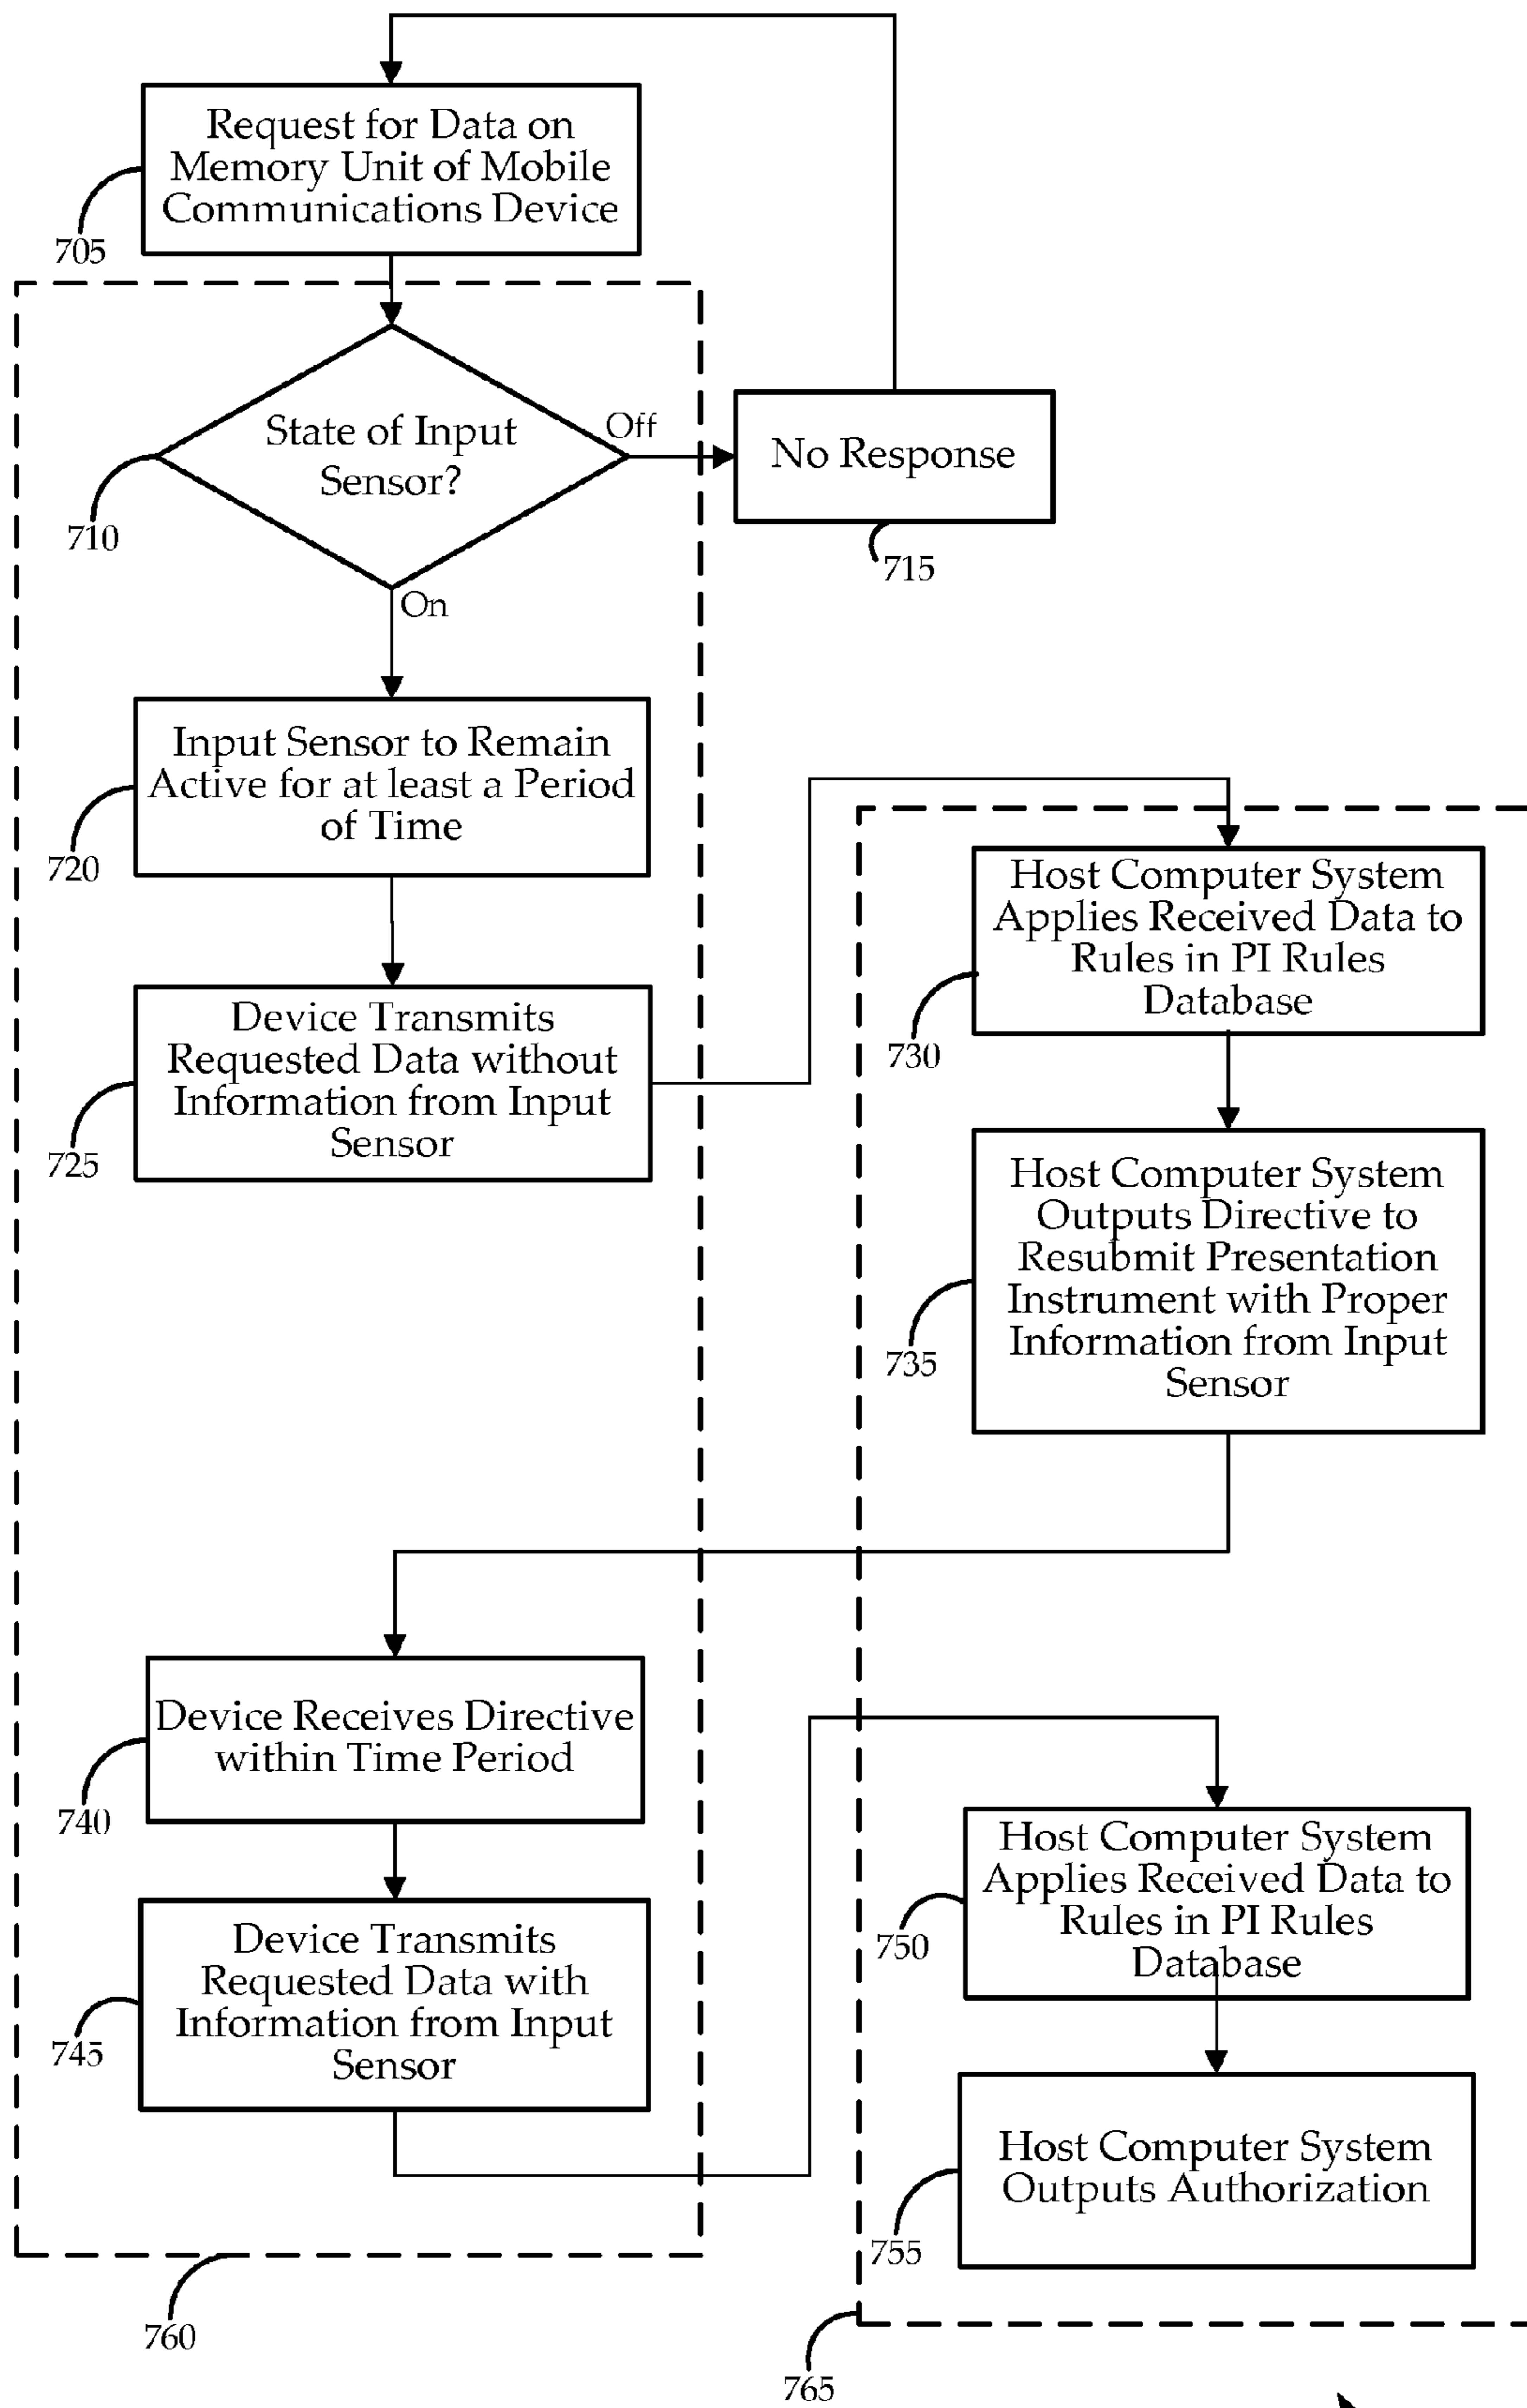 Request for Data on
Memory Unit of Mobile
Communications Device
705
State of Input
Sensor?
Off
710
On
No Response
715
Input Sensor to Remain
Active for at least a Period
of Time
720
Device Transmits
Requested Data without
Information from Input
Sensor
725
Host Computer System
Applies Received Data to
Rules in PI Rules
Database
730
Host Computer System
Outputs Directive to
Resubmit Presentation
Instrument with Proper
Information from Input
Sensor
735
Device Receives Directive
within Time Period
740
Device Transmits
Requested Data with
Information from Input
Sensor
745
Host Computer System
Applies Received Data to
Rules in PI Rules
Database
750
Host Computer System
Outputs Authorization
755
760
765